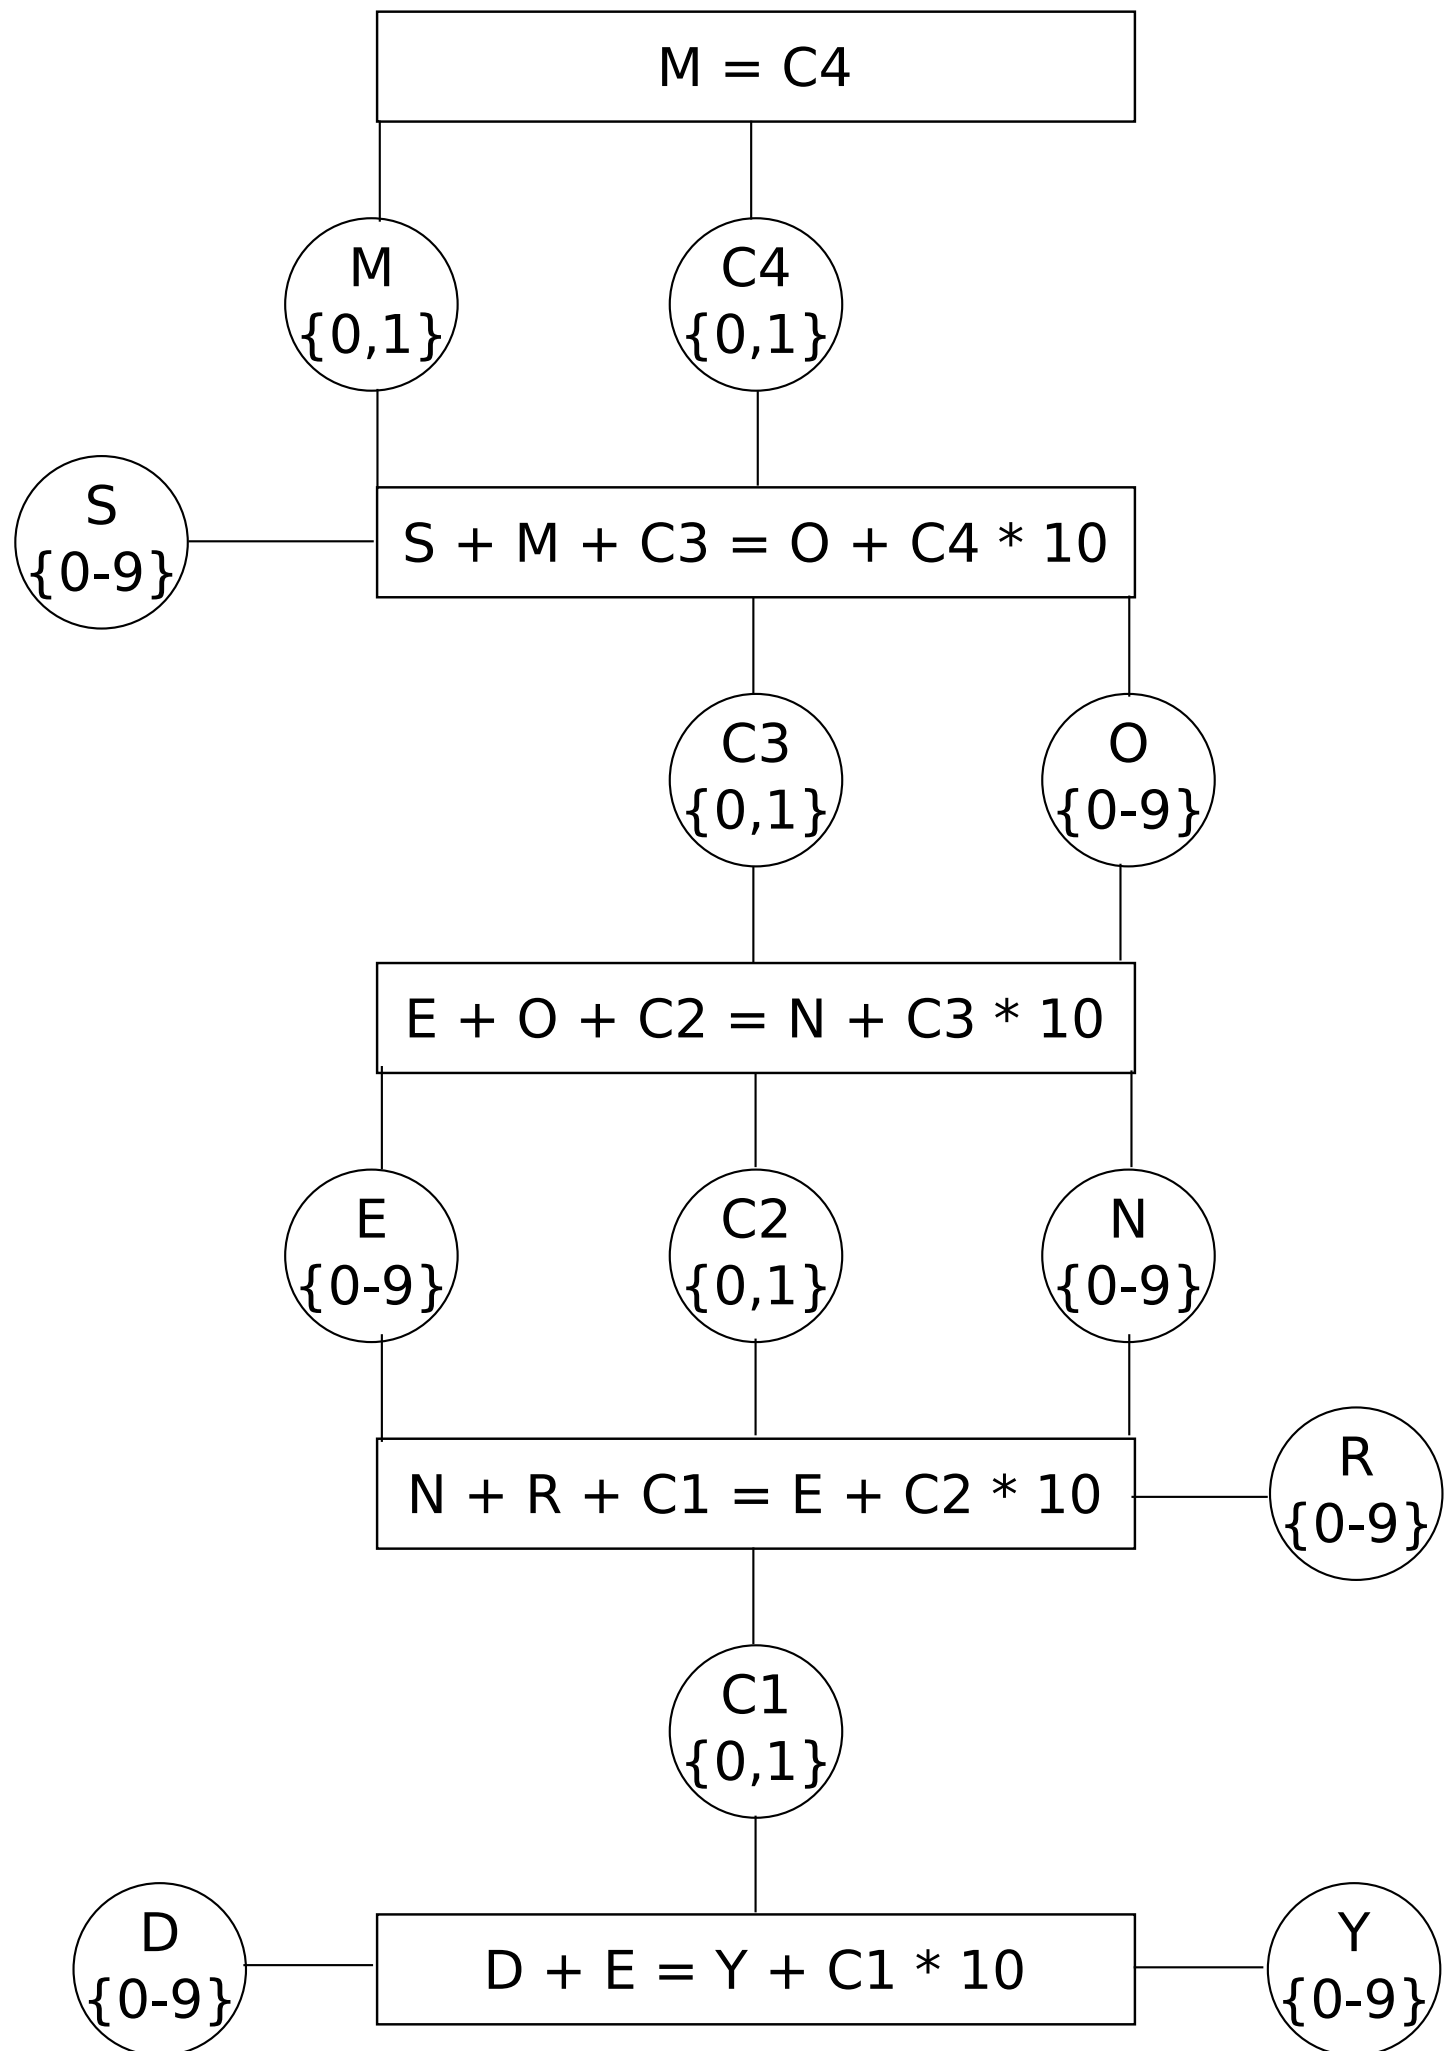 M = C4
M
{0,1}
C4
{0,1}
S
{0-9}
S + M + C3 = O + C4 * 10
C3
{0,1}
O
{0-9}
E + O + C2 = N + C3 * 10
E
{0-9}
C2
{0,1}
N
{0-9}
N + R + C1 = E + C2 * 10
R
{0-9}
C1
{0,1}
D
{0-9}
D + E = Y + C1 * 10
Y
{0-9}